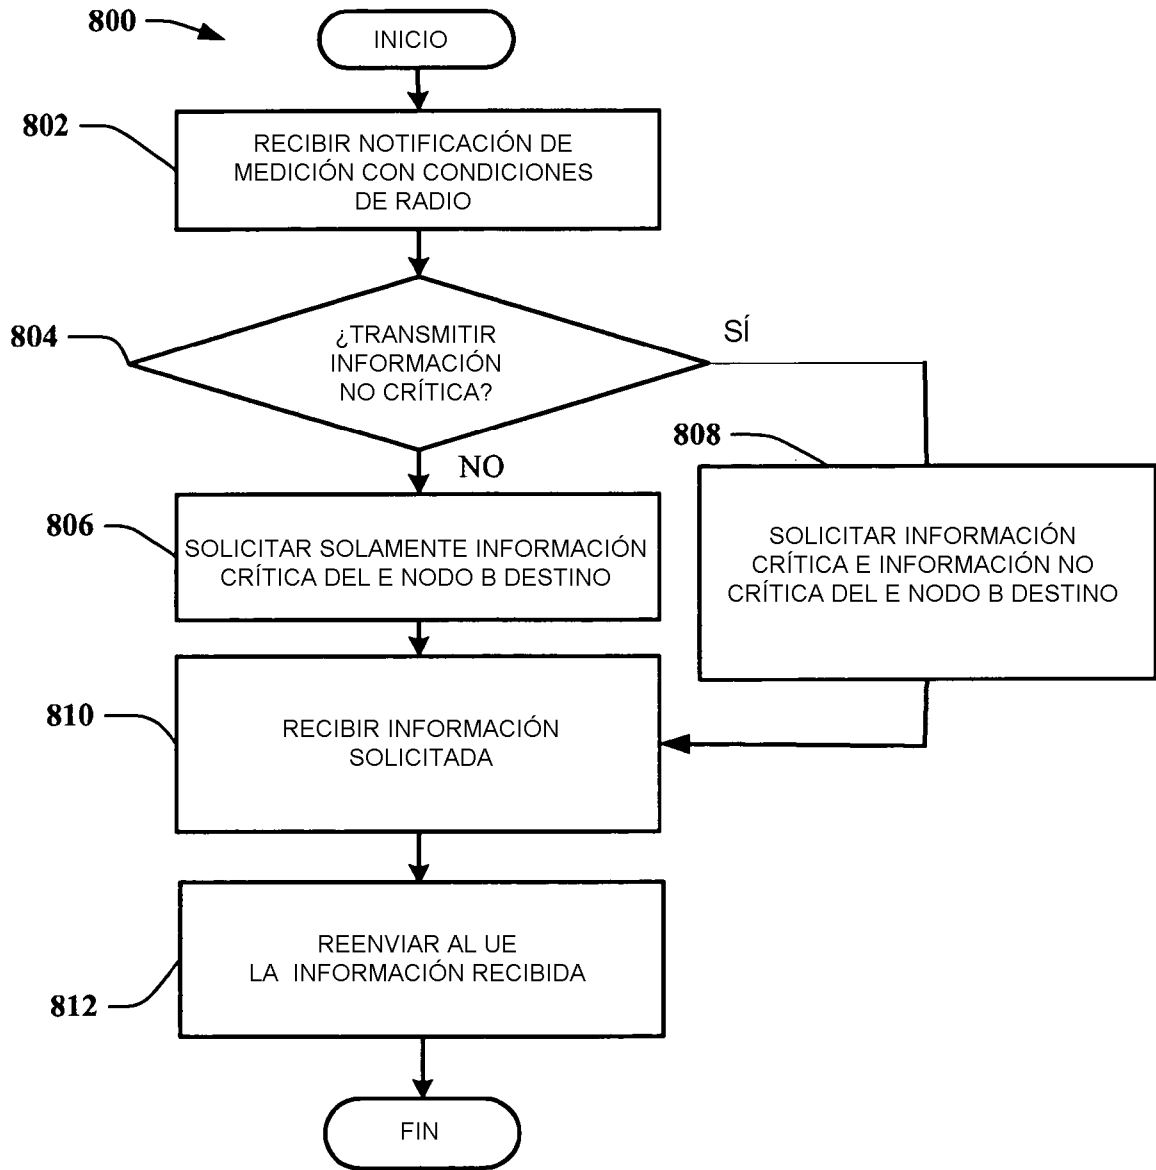 800
INICIO
802
RECIBIR NOTIFICACIÓN DE
MEDICIÓN CON CONDICIONES
DE RADIO
804
¿TRANSMITIR
INFORMACIÓN
NO CRÍTICA?
SÍ
NO
808
806
SOLICITAR SOLAMENTE INFORMACIÓN
CRÍTICA DEL E NODO B DESTINO
SOLICITAR INFORMACIÓN
CRÍTICA E INFORMACIÓN NO
CRÍTICA DEL E NODO B DESTINO
810
RECIBIR INFORMACIÓN
SOLICITADA
812
REENVIAR AL UE
LA INFORMACIÓN RECIBIDA
FIN